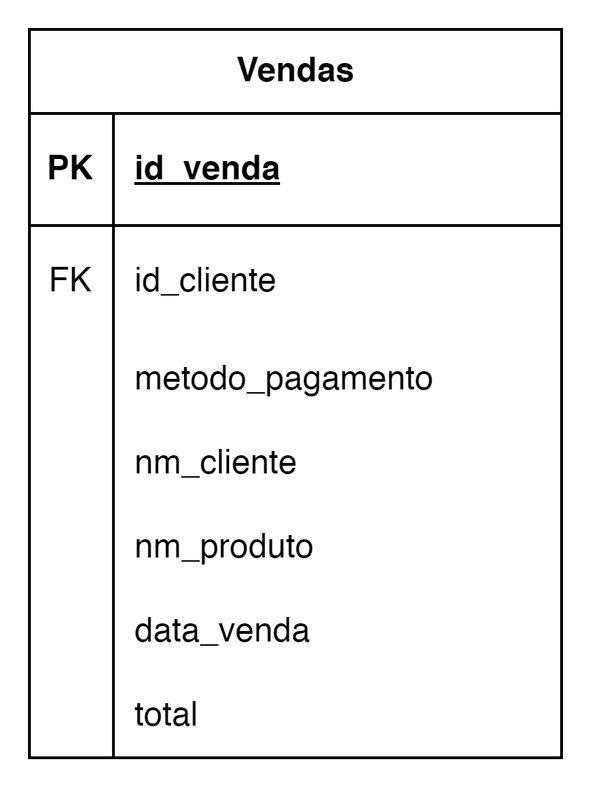 Vendas
PK id_venda
FK id_cliente
metodo_pagamento
nm_cliente
nm_produto
data_venda
total